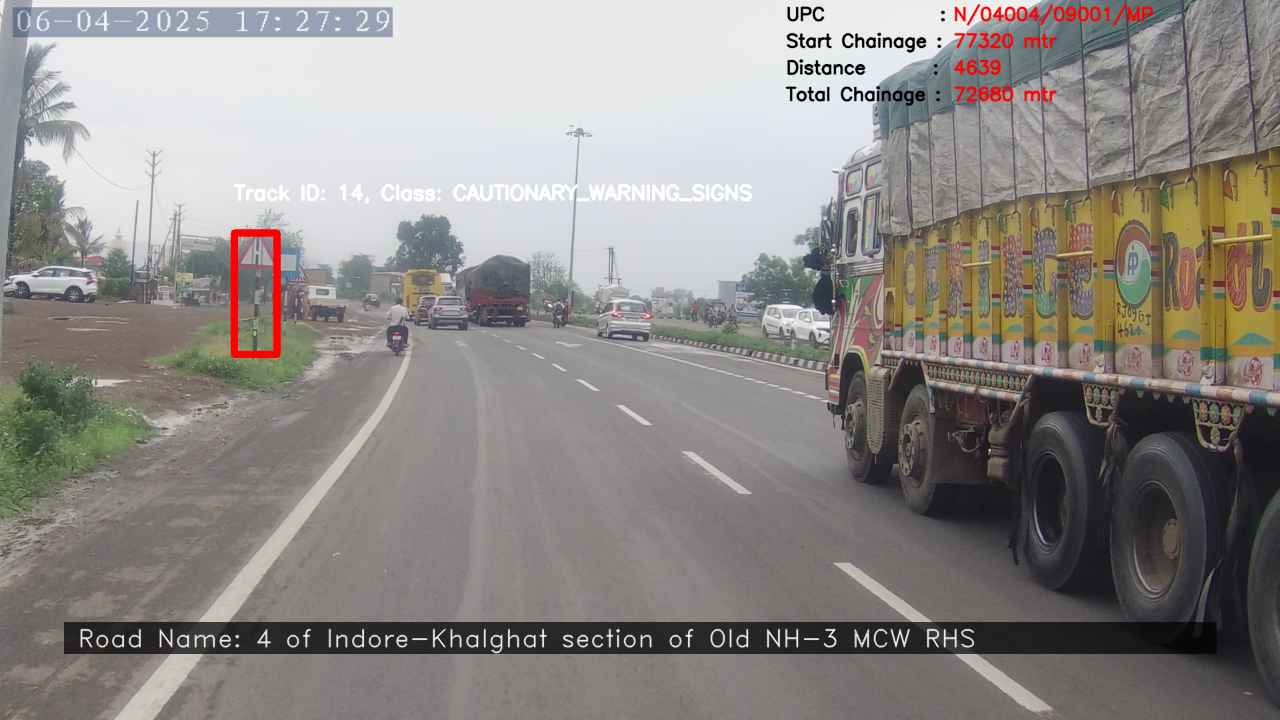 06-04-2025 17:27:29
UPC : N/04004/09001/MP
Start Chainage : 77320 mtr
Distance : 4639
Total Chainage : 72680 mtr
Track ID: 14, Class: CAUTIONARY_WARNING_SIGNS
Road Name: 4 of Indore-Khalghat section of Old NH-3 MCW RHS